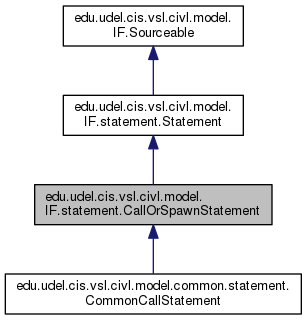 edu.udel.cis.vsl.civl.model.
IF.Sourceable
edu.udel.cis.vsl.civl.model.
IF.statement.Statement
edu.udel.cis.vsl.civl.model.
IF.statement.CallOrSpawnStatement
edu.udel.cis.vsl.civl.model.common.statement.
CommonCallStatement